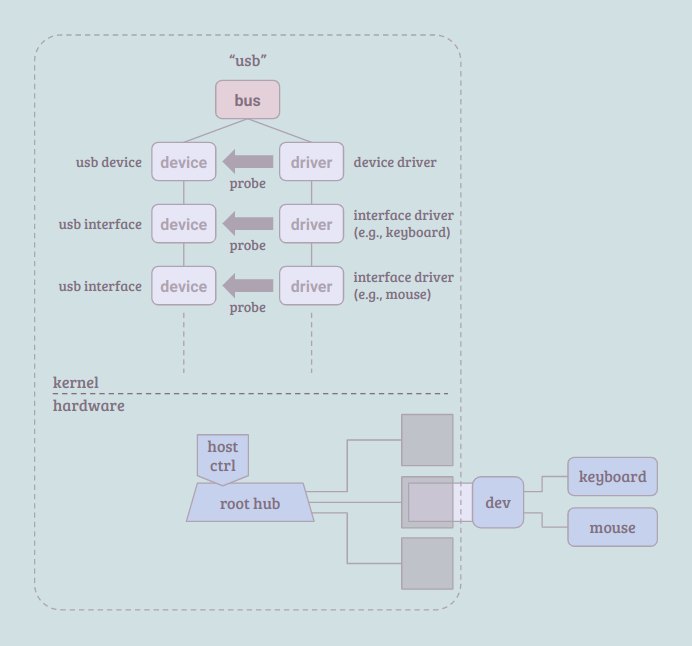 “usb”
bus
usb device
device
driver
device driver
probe
usb interface
device
driver
interface driver
(e.g., keyboard)
probe
usb interface
device
driver
interface driver
(e.g., mouse)
probe
kernel
hardware
host
ctrl
root hub
dev
keyboard
mouse